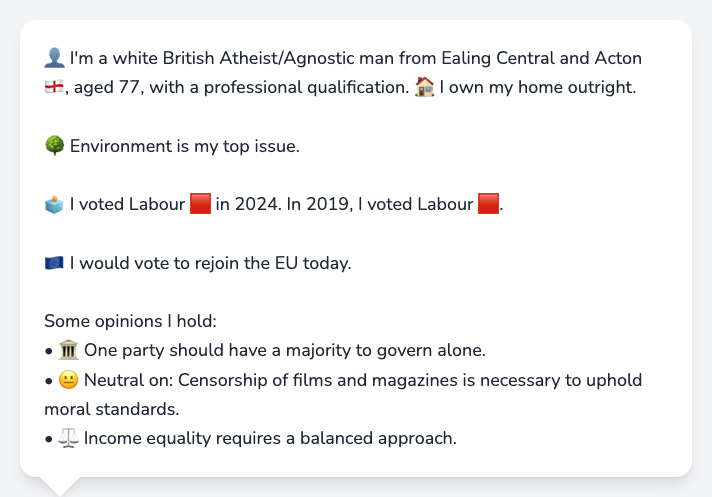 👤 I'm a white British Atheist/Agnostic man from Ealing Central and Acton
🏴󠁧󠁢󠁥󠁮󠁧󠁿, aged 77, with a professional qualification. 🏠 I own my home outright.
🌳 Environment is my top issue.
🗳️ I voted Labour 🟥 in 2024. In 2019, I voted Labour 🟥.
🇪🇺 I would vote to rejoin the EU today.
Some opinions I hold:
• 🏛️ One party should have a majority to govern alone.
• 😐 Neutral on: Censorship of films and magazines is necessary to uphold
moral standards.
• ⚖️ Income equality requires a balanced approach.